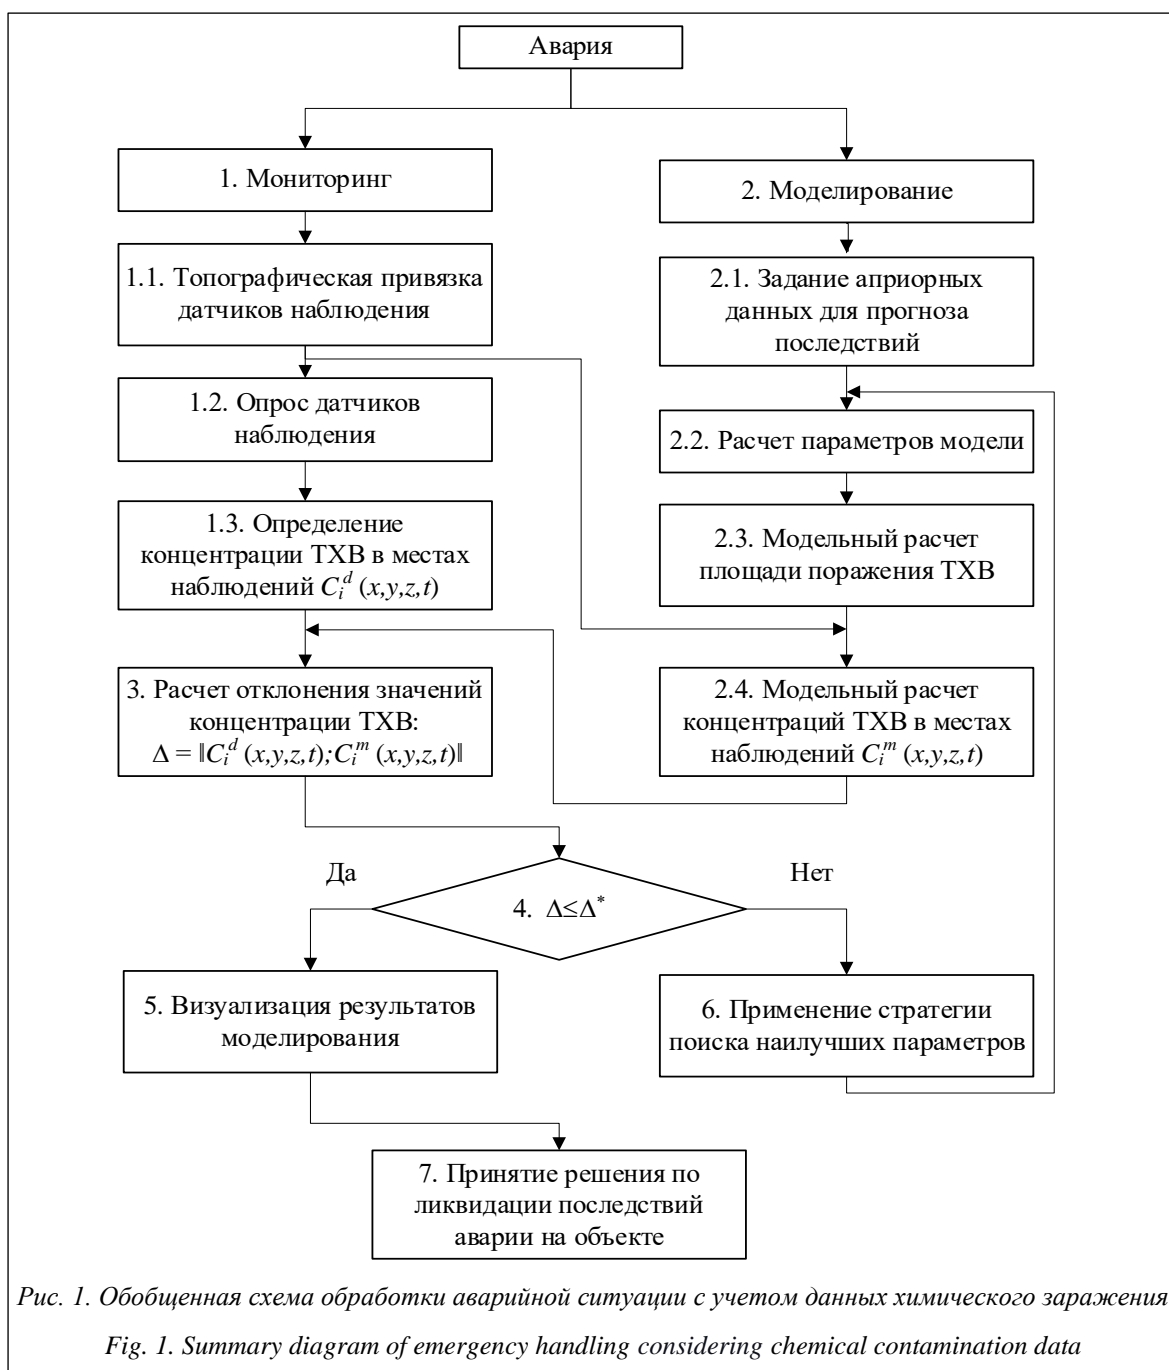 Авария
1. Мониторинг
2. Моделирование
1.1. Топографическая привязка
датчиков наблюдения
2.1. Задание априорных
данных для прогноза
последствий
1.2. Опрос датчиков
наблюдения
2.2. Расчет параметров модели
1.3. Определение
концентрации ТХВ в местах
наблюдений C_i^d (x,y,z,t)
2.3. Модельный расчет
площади поражения ТХВ
3. Расчет отклонения значений
концентрации ТХВ:
Δ = ‖C_i^d (x,y,z,t);C_i^m (x,y,z,t)‖
2.4. Модельный расчет
концентраций ТХВ в местах
наблюдений C_i^m (x,y,z,t)
Да
Нет
4. Δ≤Δ*
5. Визуализация результатов
моделирования
6. Применение стратегии
поиска наилучших параметров
7. Принятие решения по
ликвидации последствий
аварии на объекте
Рис. 1. Обобщенная схема обработки аварийной ситуации с учетом данных химического заражения
Fig. 1. Summary diagram of emergency handling considering chemical contamination data